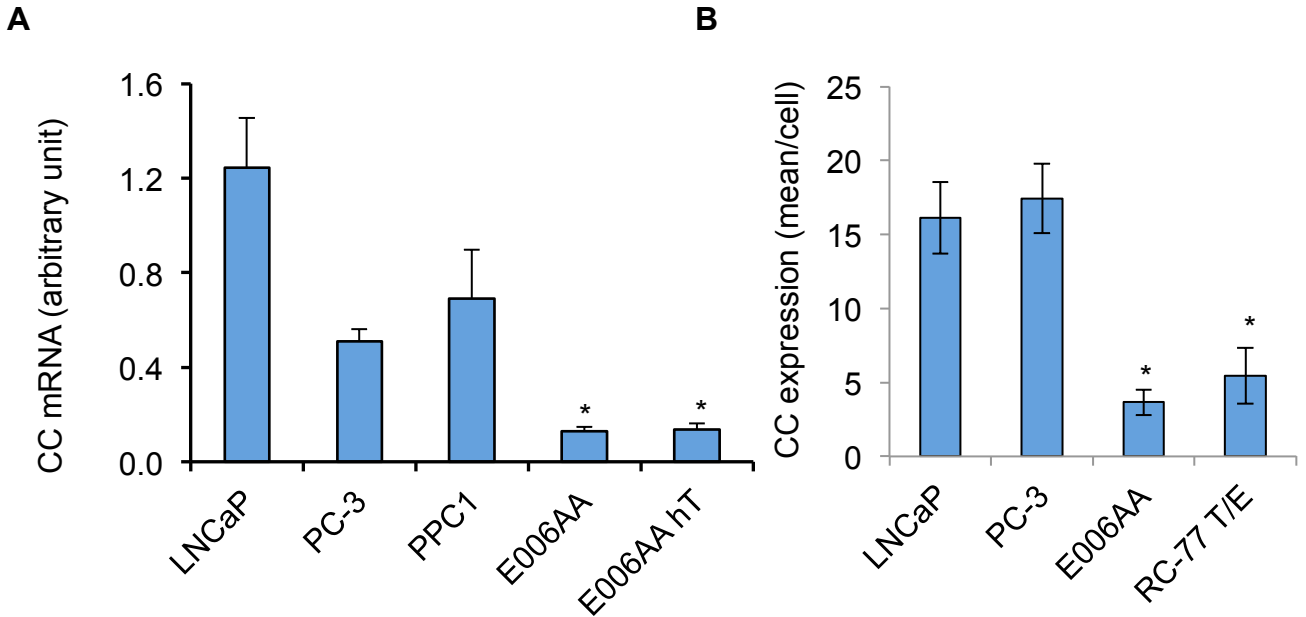 A
CC mRNA (arbitrary unit)
1.6
1.2
0.8
0.4
0.0
*
*
LNCaP
PC-3
PPC1
E006AA
E006AA hT
B
CC expression (mean/cell)
25
20
15
10
5
0
*
*
LNCaP
PC-3
E006AA
RC-77 T/E